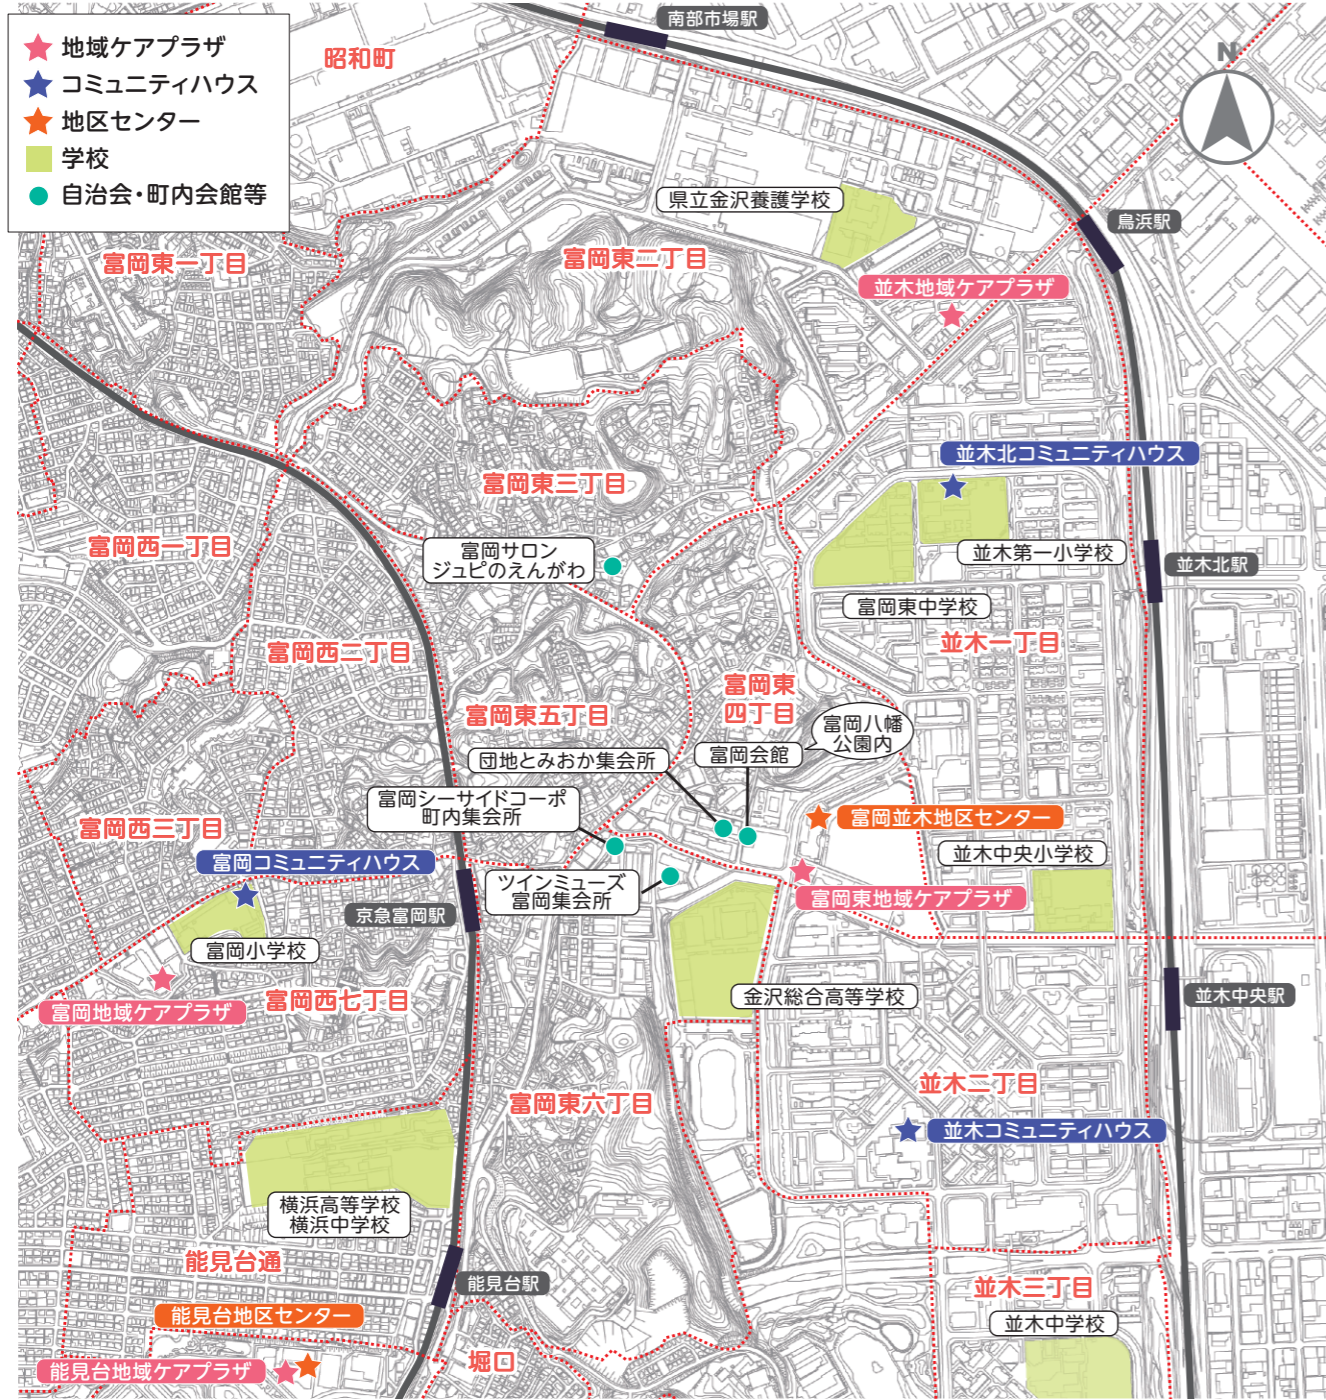 地域ケアプラザ
コミュニティハウス
地区センター
学校
自治会・町内会館等
南部市場駅
昭和町
N
県立金沢養護学校
鳥浜駅
富岡東一丁目
富岡東二丁目
並木地域ケアプラザ
並木北コミュニティハウス
富岡東三丁目
富岡西一丁目
富岡サロン
ジュピのえんがわ
並木第一小学校
並木北駅
富岡東中学校
並木一丁目
富岡西二丁目
富岡東
四丁目
富岡東五丁目
富岡八幡
公園内
富岡会館
団地とみおか集会所
富岡シーサイドコーポ
町内集会所
富岡並木地区センター
富岡西三丁目
並木中央小学校
富岡コミュニティハウス
ツインミューズ
富岡集会所
富岡東地域ケアプラザ
京急富岡駅
富岡小学校
金沢総合高等学校
並木中央駅
富岡西七丁目
富岡地域ケアプラザ
並木二丁目
富岡東六丁目
並木コミュニティハウス
横浜高等学校
横浜中学校
能見台通
能見台駅
並木三丁目
能見台地区センター
並木中学校
堀口
能見台地域ケアプラザ